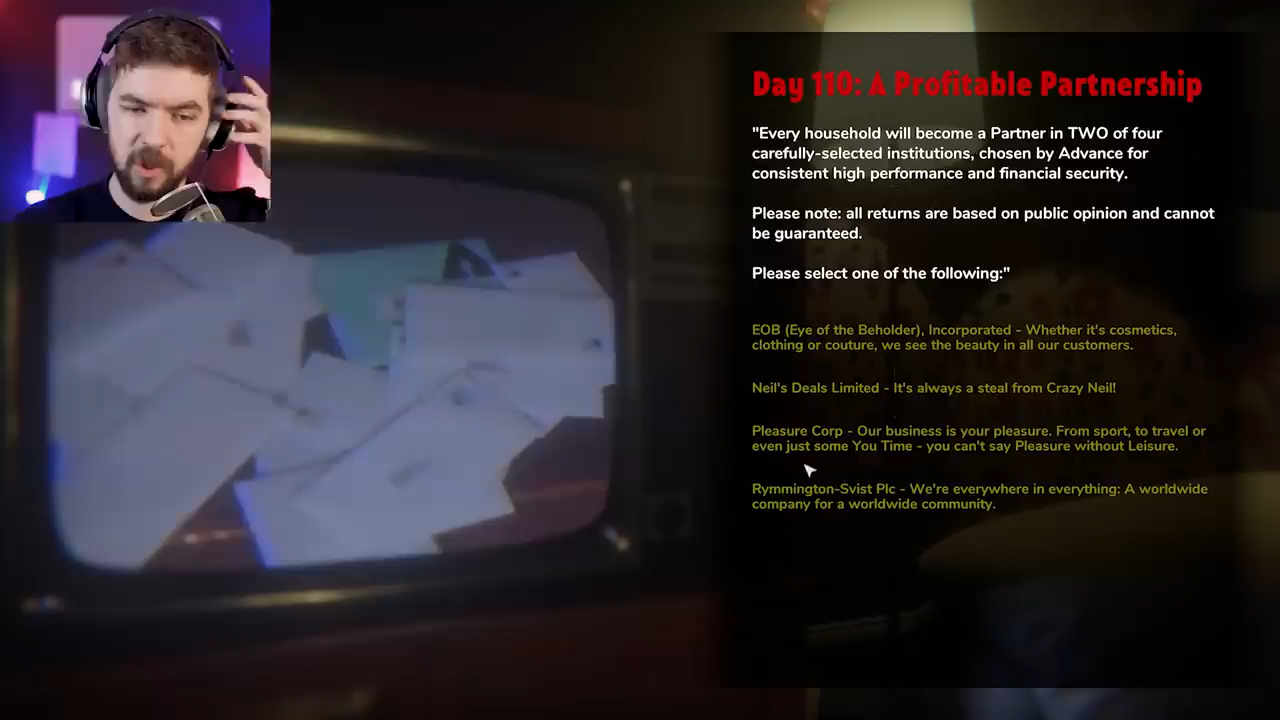 Day 110: A Profitable Partnership
"Every household will become a Partner in TWO of four
carefully-selected institutions, chosen by Advance for
consistent high performance and financial security.
Please note: all returns are based on public opinion and cannot
be guaranteed.
Please select one of the following:"
EOB (Eye of the Beholder), Incorporated - Whether it's cosmetics,
clothing or couture, we see the beauty in all our customers.
Neil's Deals Limited - It's always a steal from Crazy Neil!
Pleasure Corp - Our business is your pleasure. From sport, to travel or
even just some You Time - you can't say Pleasure without Leisure.
Rymmington-Svist Plc - We're everywhere in everything: A worldwide
company for a worldwide community.